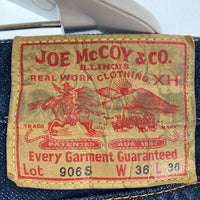 JOE McCOY & CO.
ILLINOIS
REAL WORK CLOTHING, XH
TRADE MARK
PATENTED AUG
Every Garment Guaranteed
Lot 906S W 36 L 36